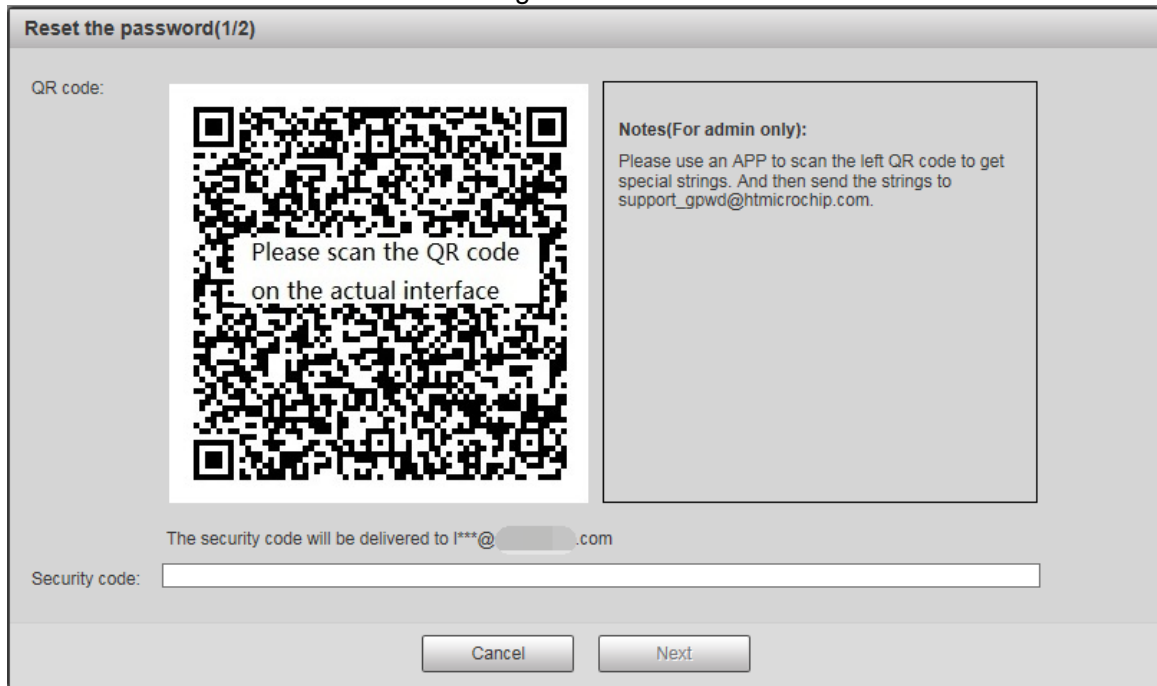 Reset the password(1/2)
QR code:
Please scan the QR code
on the actual interface
Notes(For admin only):
Please use an APP to scan the left QR code to get
special strings. And then send the strings to
support_gpwd@htmicrochip.com.
The security code will be delivered to l***@ .com
Security code:
Cancel
Next